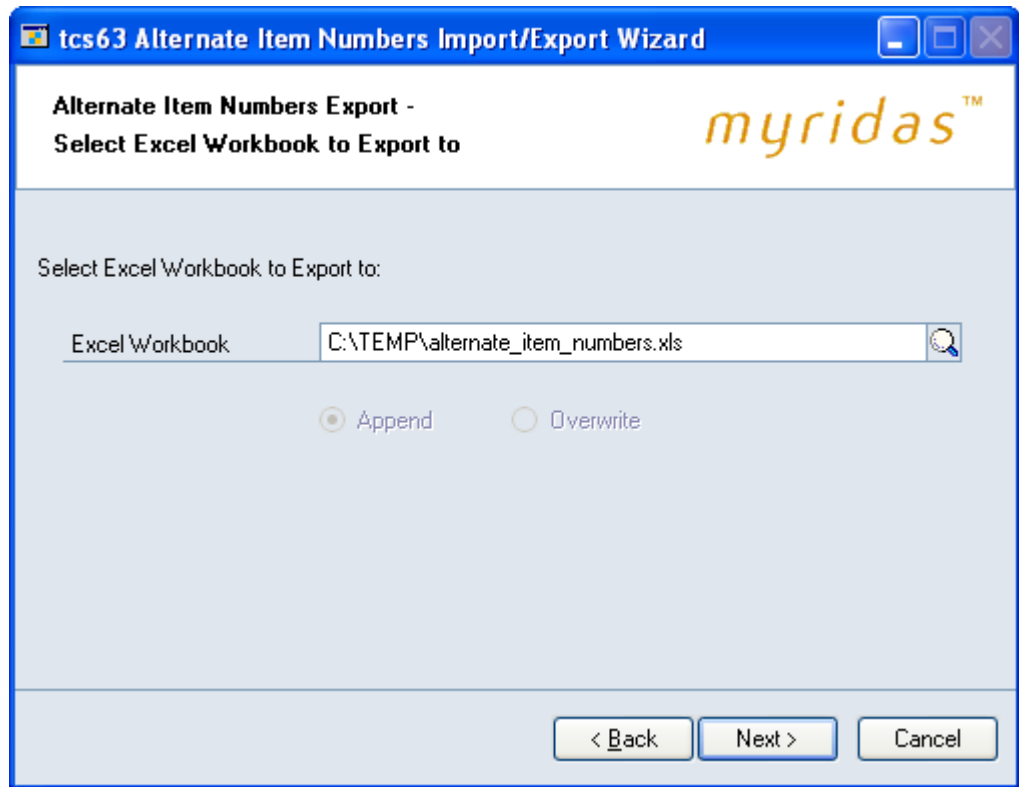 tcs63 Alternate Item Numbers Import/Export Wizard
Alternate Item Numbers Export -
Select Excel Workbook to Export to
myridas™
Select Excel Workbook to Export to:
Excel Workbook C:\TEMP\alternate_item_numbers.xls
Append Overwrite
< Back Next > Cancel